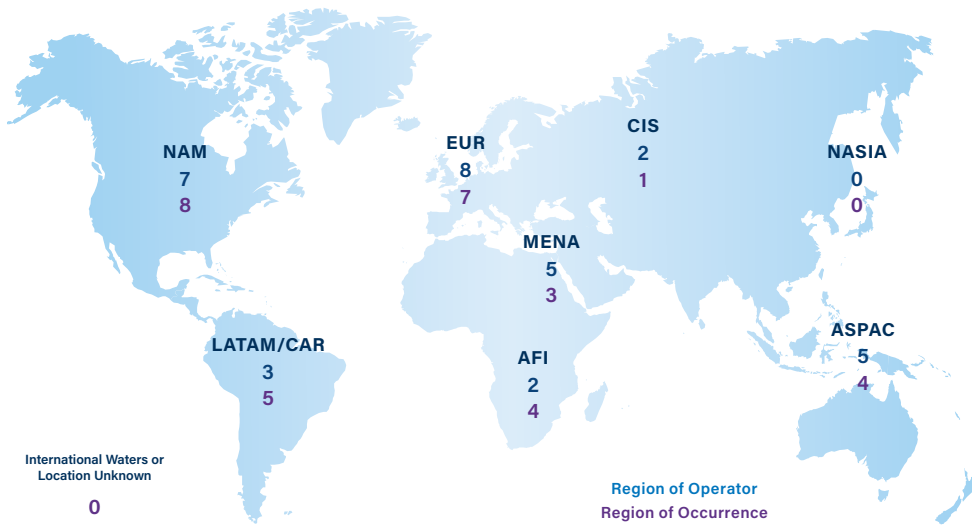 NAM
7
8
EUR
8
7
CIS
2
1
NASIA
0
0
MENA
5
3
LATAM/CAR
3
5
AFI
2
4
ASPAC
5
4
International Waters or
Location Unknown
0
Region of Operator
Region of Occurrence